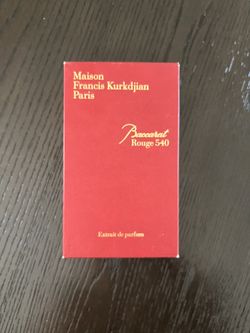 Maison
Francis Kurkdjian
Paris
Baccarat
Rouge 540
Extrait de parfum